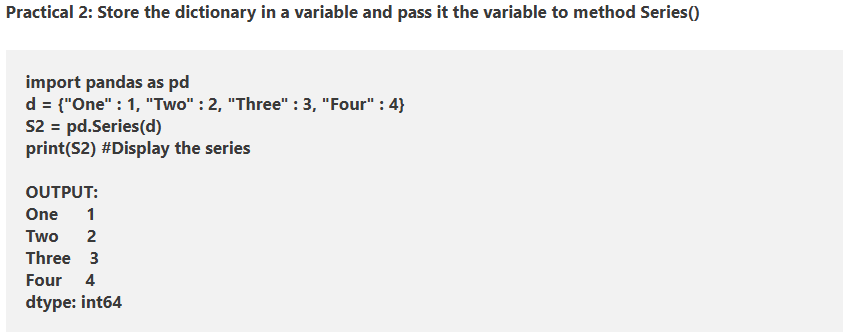 Practical 2: Store the dictionary in a variable and pass it the variable to method Series()
import pandas as pd
d = {"One" : 1, "Two" : 2, "Three" : 3, "Four" : 4}
S2 = pd.Series(d)
print(S2) #Display the series
OUTPUT:
One 1
Two 2
Three 3
Four 4
dtype: int64